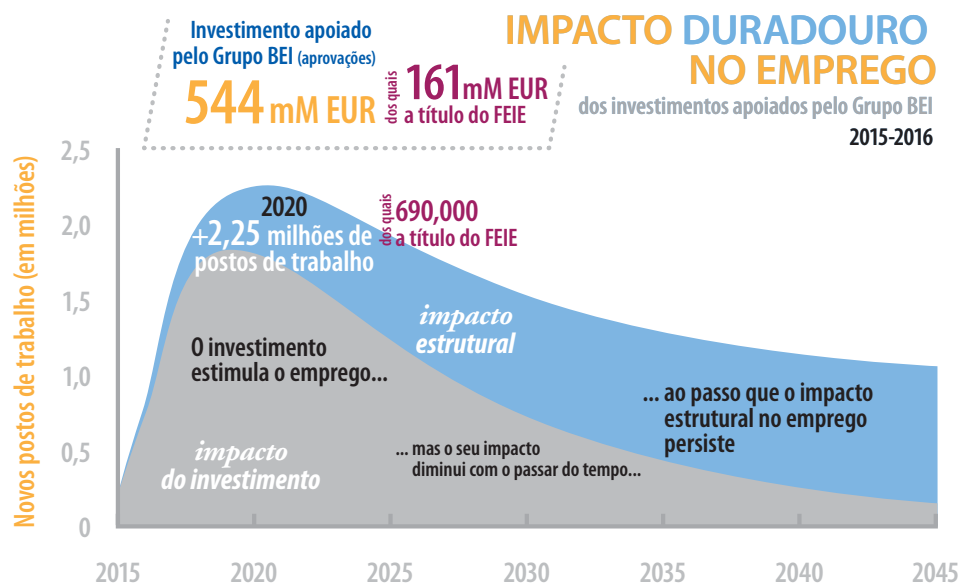 IMPACTO DURADOURO
NO EMPREGO
dos investimentos apoiados pelo Grupo BEI
2015-2016
Investimento apoiado
pelo Grupo BEI (aprovações)
544 mM EUR
dos quais
161 mM EUR
a título do FEIE
Novos postos de trabalho (em milhões)
2,5
2,0
1,5
1,0
0,5
0
2020
+2,25 milhões de
postos de trabalho
dos quais
690,000
a título do FEIE
impacto
estrutural
O investimento
estimula o emprego...
... ao passo que o impacto
estrutural no emprego
persiste
impacto
do investimento
... mas o seu impacto
diminui com o passar do tempo...
2015
2020
2025
2030
2035
2040
2045